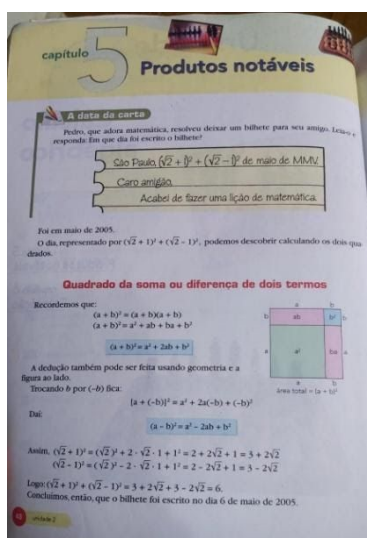 capítulo
5
Produtos notáveis
A data da carta
Pedro, que adora matemática, resolveu deixar um bilhete para seu amigo. Leia-o e
responda: Em que dia foi escrito o bilhete?
São Paulo, (√2 + 1)² + (√2 - 1)² de maio de MMV.
Caro amigão,
Acabei de fazer uma lição de matemática.
Foi em maio de 2005.
O dia, representado por (√2 + 1)² + (√2 - 1)², podemos descobrir calculando os dois qua
drados.
Quadrado da soma ou diferença de dois termos
Recordemos que:
(a + b)² = (a + b)(a + b)
(a + b)² = a² + ab + ba + b²
(a + b)² = a² + 2ab + b²
a b
b ab b² b
a a² ba a
a b
área total = (a + b)²
A dedução também pode ser feita usando geometria e a
figura ao lado.
Trocando b por (–b) fica:
[a + (–b)]² = a² + 2a(–b) + (–b)²
Daí:
(a – b)² = a² – 2ab + b²
Assim, (√2 + 1)² = (√2)² + 2 · √2 · 1 + 1² = 2 + 2√2 + 1 = 3 + 2√2
(√2 – 1)² = (√2)² – 2 · √2 · 1 + 1² = 2 – 2√2 + 1 = 3 – 2√2
Logo: (√2 + 1)² + (√2 – 1)² = 3 + 2√2 + 3 – 2√2 = 6.
Concluímos, então, que o bilhete foi escrito no dia 6 de maio de 2005.
unidade 2